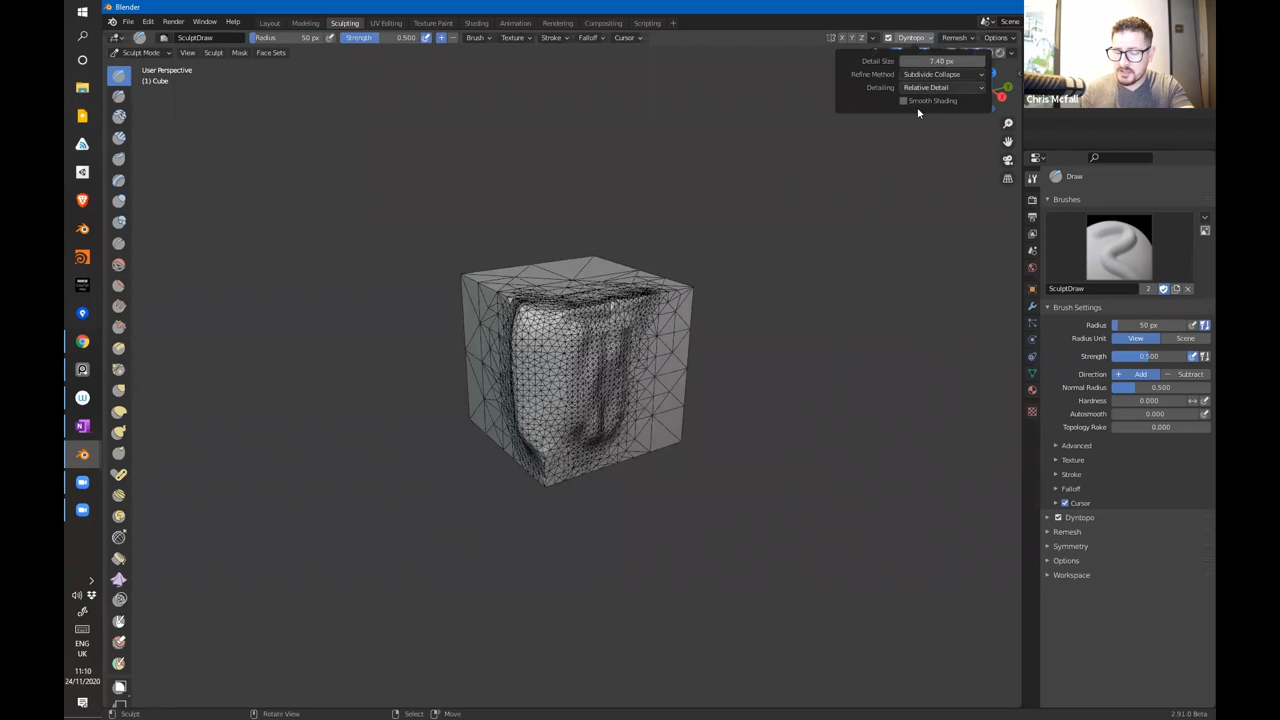 Blender
File Edit Render Window Help Layout Modeling Sculpting UV Editing Texture Paint Shading Animation Rendering Compositing Scripting + Scene
SculptDraw Radius 50 px Strength 0.500 + − Brush Texture Stroke Falloff Cursor X Y Z Dyntopo Remesh Options
Sculpt Mode View Sculpt Mask Face Sets
User Perspective
(1) Cube
Detail Size 7.40 px
Refine Method Subdivide Collapse
Detailing Relative Detail
Smooth Shading
Y
X
Chris Mcfall
Draw
Brushes
SculptDraw 2
Brush Settings
Radius 50 px
Radius Unit View Scene
Strength 0.500
Direction + Add − Subtract
Normal Radius 0.500
Hardness 0.000
Autosmooth 0.000
Topology Rake 0.000
Advanced
Texture
Stroke
Falloff
Cursor
Dyntopo
Remesh
Symmetry
Options
Workspace
ENG
UK
11:10
24/11/2020
Sculpt Rotate View Select Move 2.91.0 Beta